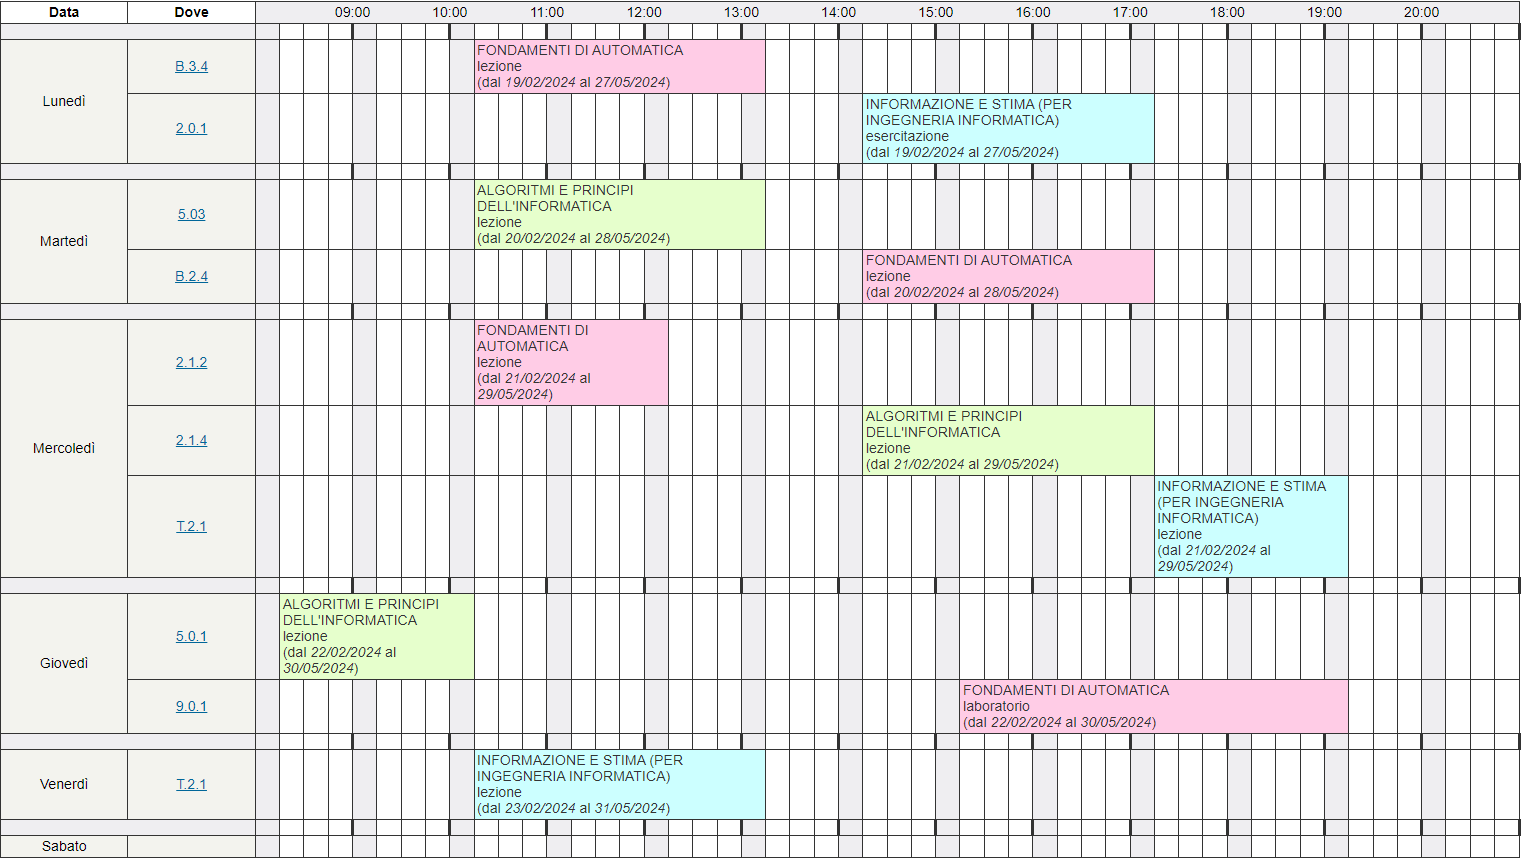 Data Dove 09:00 10:00 11:00 12:00 13:00 14:00 15:00 16:00 17:00 18:00 19:00 20:00
Lunedì
B.3.4
FONDAMENTI DI AUTOMATICA
lezione
(dal 19/02/2024 al 27/05/2024)
2.0.1
INFORMAZIONE E STIMA (PER
INGEGNERIA INFORMATICA)
esercitazione
(dal 19/02/2024 al 27/05/2024)
Martedì
5.03
ALGORITMI E PRINCIPI
DELL'INFORMATICA
lezione
(dal 20/02/2024 al 28/05/2024)
B.2.4
FONDAMENTI DI AUTOMATICA
lezione
(dal 20/02/2024 al 28/05/2024)
Mercoledì
2.1.2
FONDAMENTI DI
AUTOMATICA
lezione
(dal 21/02/2024 al
29/05/2024)
2.1.4
ALGORITMI E PRINCIPI
DELL'INFORMATICA
lezione
(dal 21/02/2024 al 29/05/2024)
T.2.1
INFORMAZIONE E STIMA
(PER INGEGNERIA
INFORMATICA)
lezione
(dal 21/02/2024 al
29/05/2024)
Giovedì
5.0.1
ALGORITMI E PRINCIPI
DELL'INFORMATICA
lezione
(dal 22/02/2024 al
30/05/2024)
9.0.1
FONDAMENTI DI AUTOMATICA
laboratorio
(dal 22/02/2024 al 30/05/2024)
Venerdì
T.2.1
INFORMAZIONE E STIMA (PER
INGEGNERIA INFORMATICA)
lezione
(dal 23/02/2024 al 31/05/2024)
Sabato